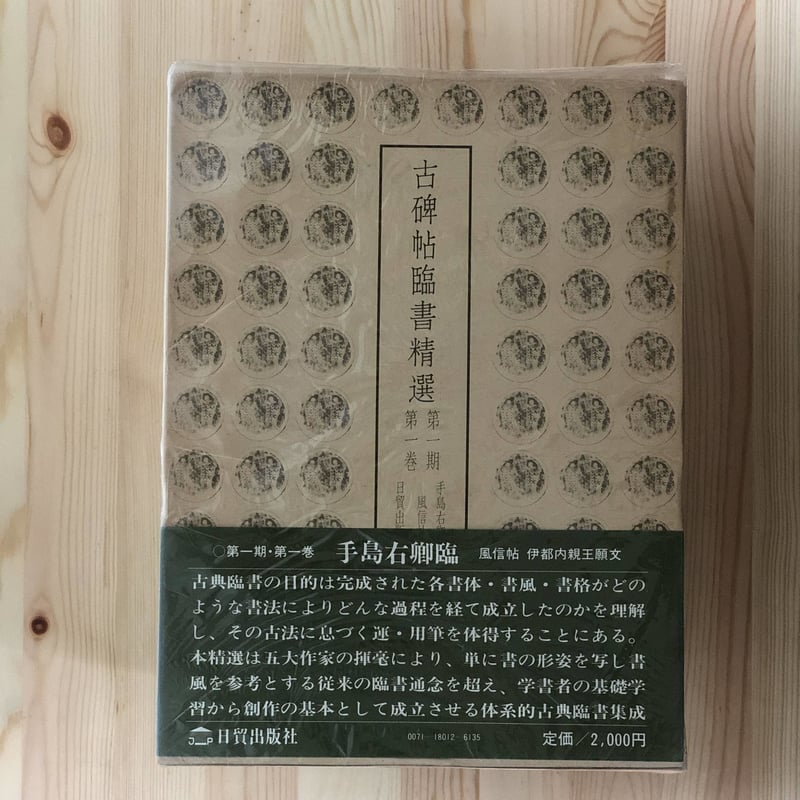 古碑帖臨書精選
第一期
第一巻
手島右
風信
日貿出
○第一期・第一巻 手島右卿臨 風信帖 伊都内親王願文
古典臨書の目的は完成された各書体・書風・書格がどの
ような書法によりどんな過程を経て成立したのかを理解
し、その古法に息づく運・用筆を体得することにある。
本精選は五大作家の揮毫により、単に書の形姿を写し書
風を参考とする従来の臨書通念を超え、学書者の基礎学
習から創作の基本として成立させる体系的古典臨書集成
JP 日貿出版社 0071-18012-6135 定価/2,000円